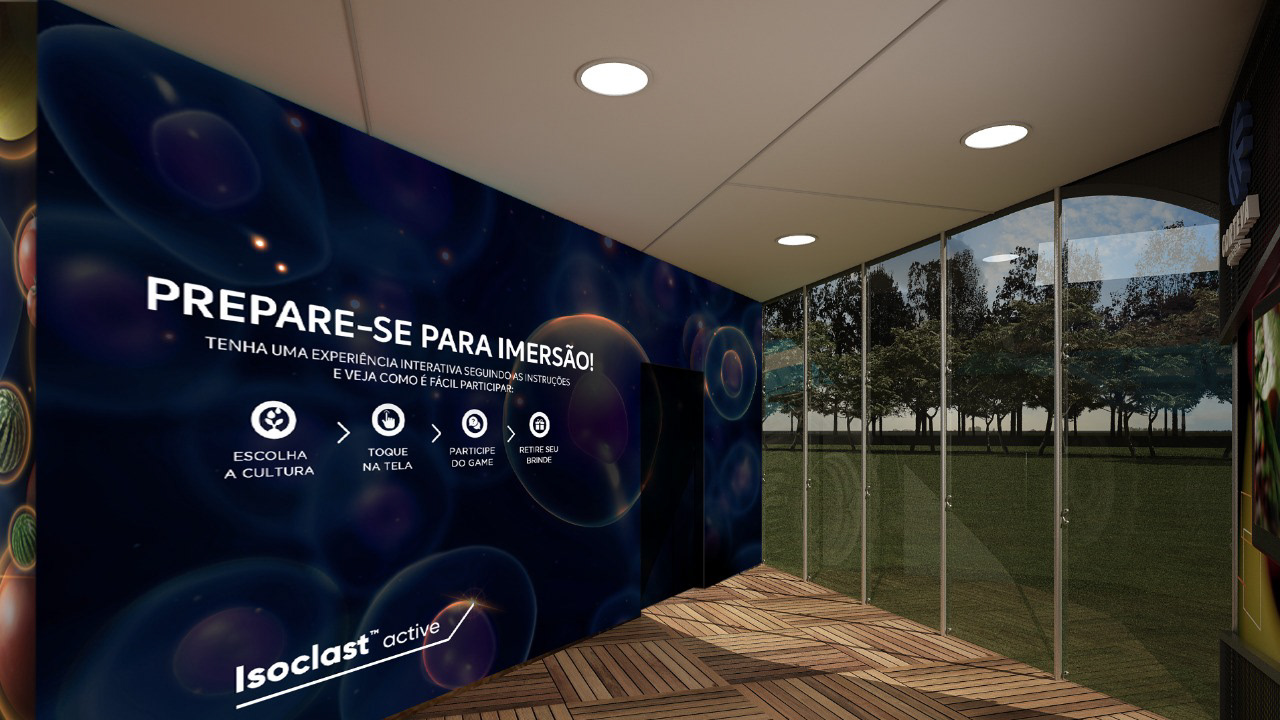 PREPARE-SE PARA IMERSÃO!
TENHA UMA EXPERIÊNCIA INTERATIVA SEGUINDO AS INSTRUÇÕES
E VEJA COMO É FÁCIL PARTICIPAR:
ESCOLHA
A CULTURA
TOQUE
NA TELA
PARTICIPE
DO GAME
RETIRE SEU
BRINDE
Isoclast™ active